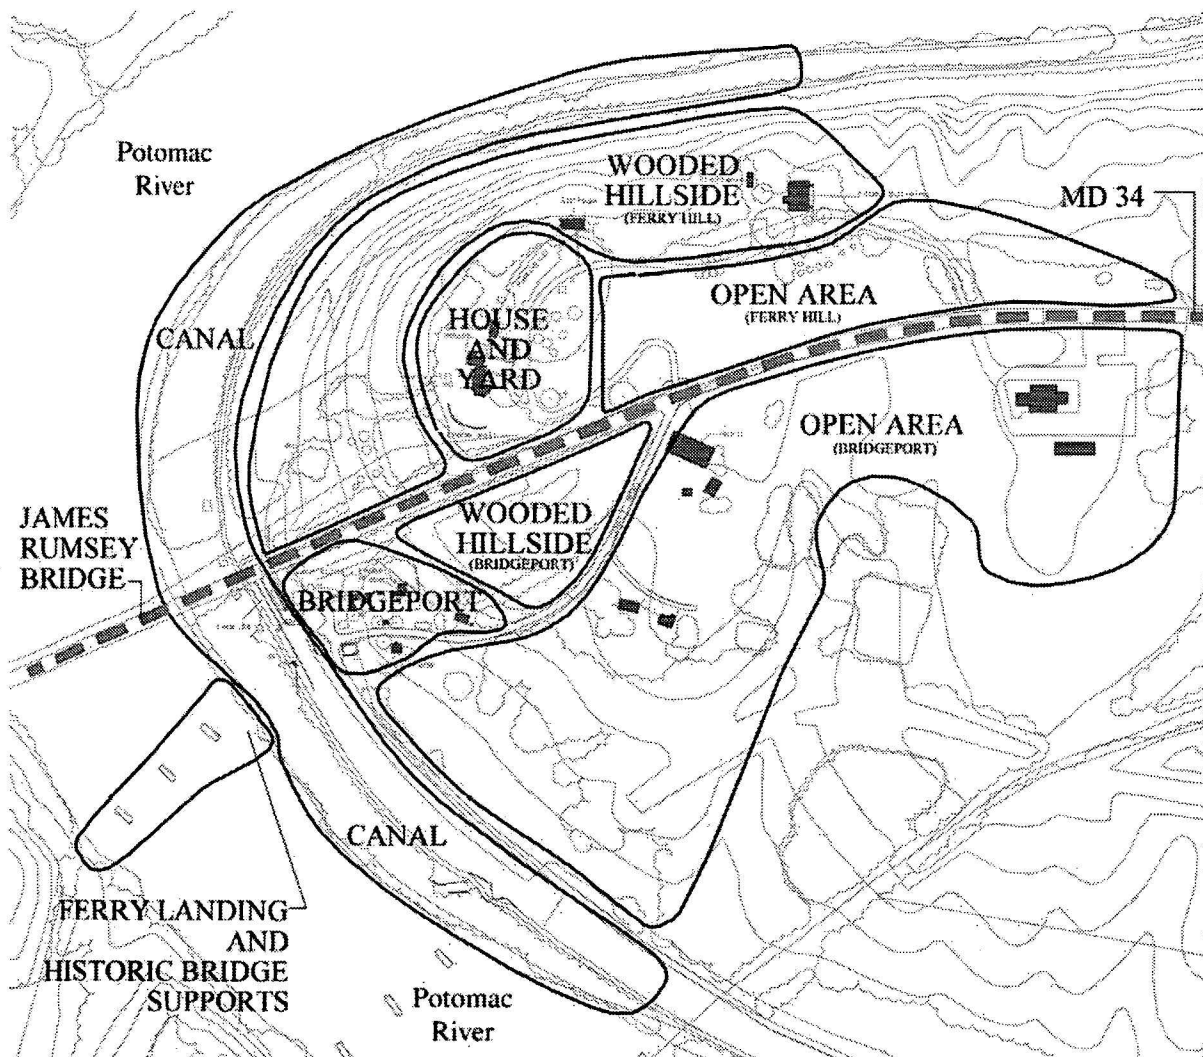 Potomac
River
WOODED
HILLSIDE
(FERRY HILL)
MD 34
OPEN AREA
(FERRY HILL)
CANAL
HOUSE
AND
YARD
OPEN AREA
(BRIDGEPORT)
JAMES
RUMSEY
BRIDGE
WOODED
HILLSIDE
(BRIDGEPORT)
BRIDGEPORT
CANAL
FERRY LANDING
AND
HISTORIC BRIDGE
SUPPORTS
Potomac
River